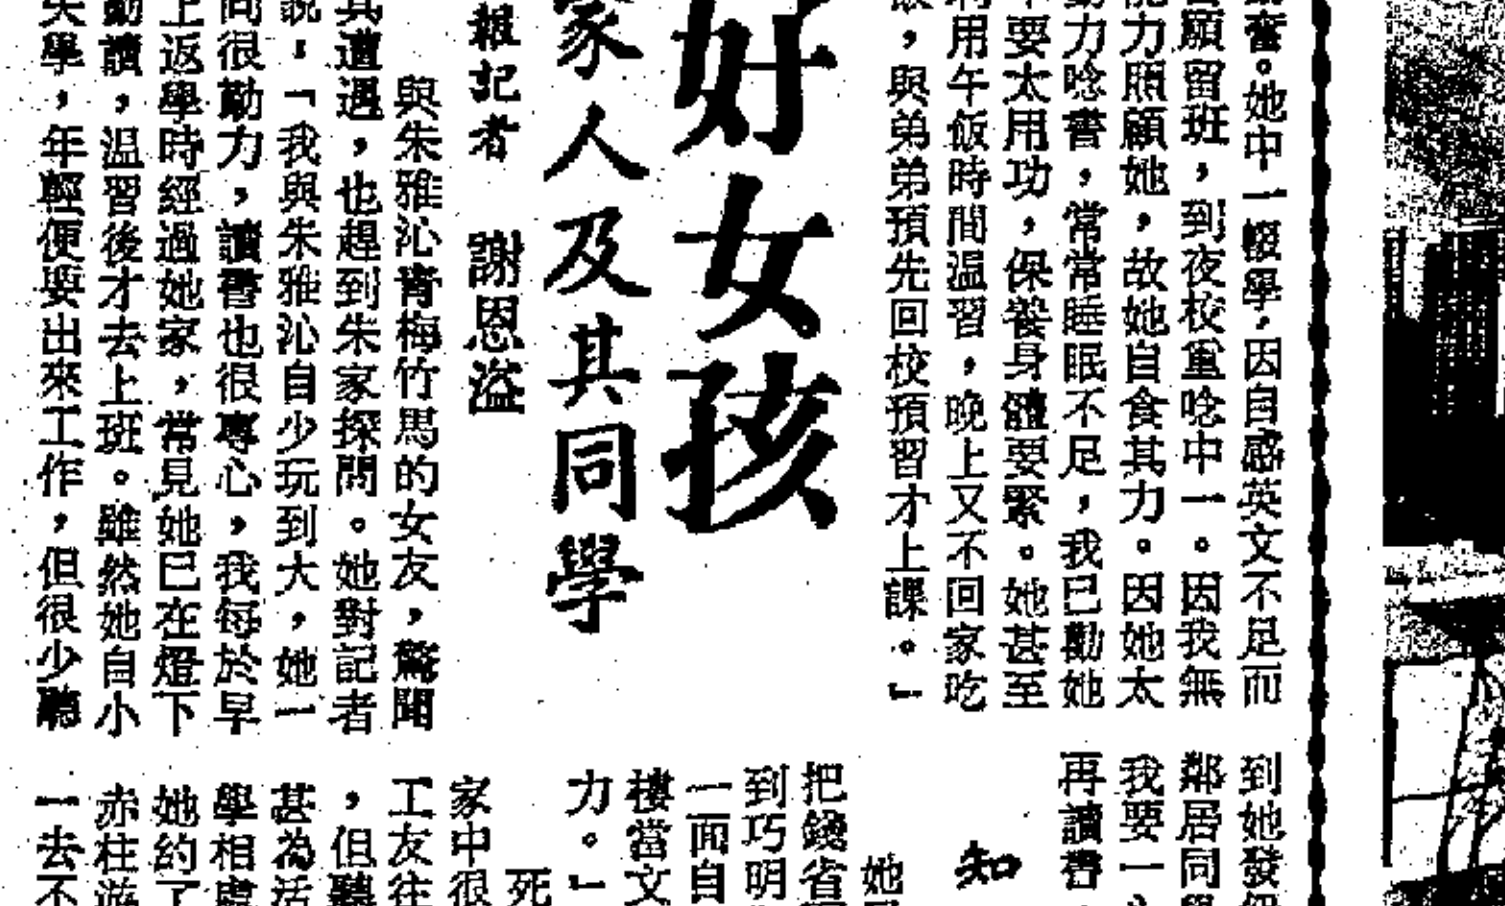 奮。她中一輟學，因自感英文不足而
願留班，到夜校重唸中一。因我無
能力照顧她，故她自食其力。因她太
勤力唸書，常常睡眠不足，我已勸她
不要太用功，保養身體要緊。她甚至
利用午飯時間温習，晚上又不回家吃
飯，與弟弟預先回校預習才上課。」
好女孩
家人及其同學
報記者　謝恩溢
與朱雅沁青梅竹馬的女友，驚聞
其遭遇，也趕到朱家探問。她對記者
說，「我與朱雅沁自少玩到大，她一
向很勤力，讀書也很專心，我每於早
上返學時經過她家，常見她已在燈下
勤讀，温習後才去上班。雖然她自小
失學，年輕便要出來工作，但很少聽
到她發
鄰居同學
我要一
再讀書，
知
她
把錢省
到巧明
一面自
樓當文
力。」
死
家中很
工友往
，但聽
甚為活
學相處
她約了
赤柱游
一去不